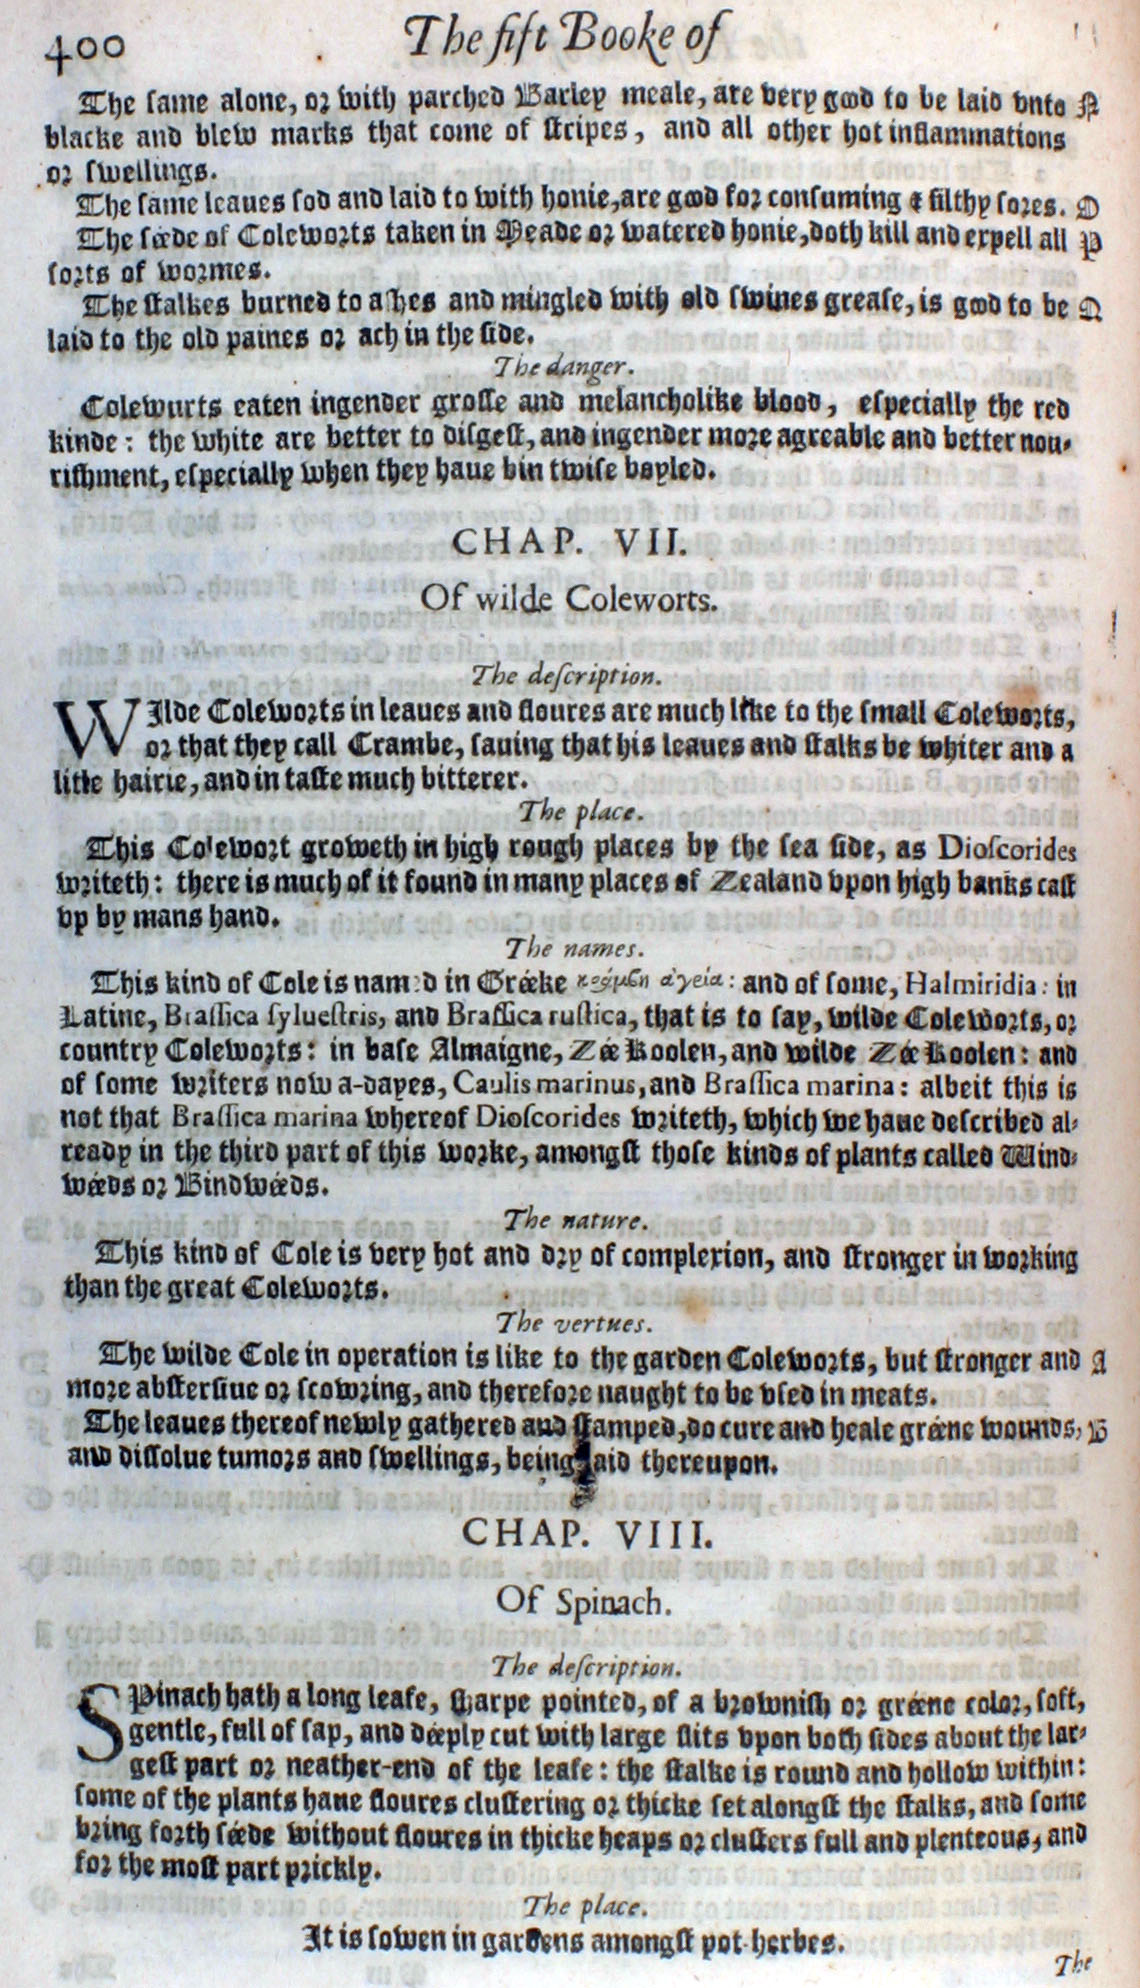 400 The fift Booke of
The same alone, or with parched Barley meale, are very good to be laid vnto N
blacke and blew marks that come of stripes, and all other hot inflammations
or swellings.
The same leaues sod and laid to with honie, are good for consuming & filthy sores. O
The séede of Coleworts taken in Meade or watered honie, doth kill and expell all P
sorts of wormes.
The stalkes burned to ashes and mingled with old swines grease, is good to be Q
laid to the old paines or ach in the side.
The danger.
Colewurts eaten ingender grosse and melancholike blood, especially the red
kinde: the white are better to disgest, and ingender more agreable and better nou-
rishment, especially when they haue bin twise boyled.
CHAP. VII.
Of wilde Coleworts.
The description.
WIlde Coleworts in leaues and floures are much like to the small Coleworts,
or that they call Crambe, sauing that his leaues and stalks be whiter and a
litle hairie, and in taste much bitterer.
The place.
This Colewort groweth in high rough places by the sea side, as Dioscorides
writeth: there is much of it found in many places of Zealand vpon high banks cast
vp by mans hand.
The names.
This kind of Cole is named in Gréeke κράμβη ἀγεία: and of some, Halmiridia: in
Latine, Brassica syluestris, and Brassica rustica, that is to say, wilde Coleworts, or
country Coleworts: in base Almaigne, Zée Koolen, and wilde Zée Koolen: and
of some writers now a-dayes, Caulis marinus, and Brassica marina: albeit this is
not that Brassica marina whereof Dioscorides writeth, which we haue described al-
ready in the third part of this worke, amongst those kinds of plants called Wind-
wéeds or Bindwéeds.
The nature.
This kind of Cole is very hot and dry of complexion, and stronger in working
than the great Coleworts.
The vertues.
The wilde Cole in operation is like to the garden Coleworts, but stronger and A
more abstersiue or scowring, and therefore naught to be vsed in meats.
The leaues thereof newly gathered and stamped, do cure and heale gréene wounds, B
and dissolue tumors and swellings, being laid thereupon.
CHAP. VIII.
Of Spinach.
The description.
SPinach hath a long leafe, sharpe pointed, of a brownish or gréene color, soft,
gentle, full of sap, and déeply cut with large slits vpon both sides about the lar-
gest part or neather-end of the leafe: the stalke is round and hollow within:
some of the plants haue floures clustering or thicke set alongst the stalks, and some
bring forth séede without floures in thicke heaps or clusters full and plenteous, and
for the most part prickly.
The place.
It is sowen in gardens amongst pot-herbes.
The